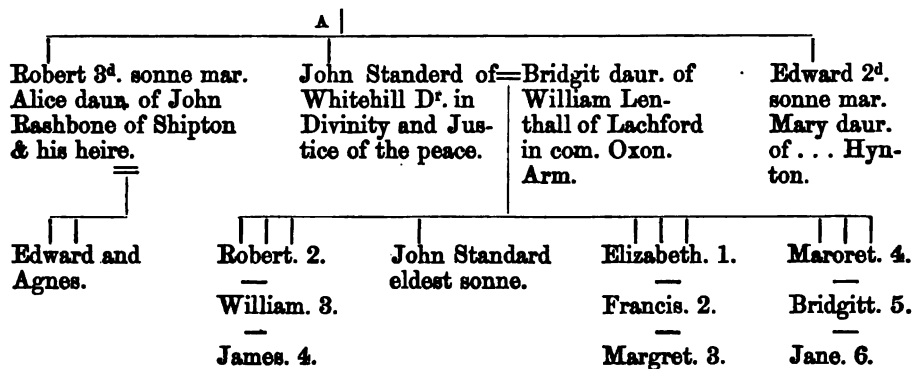 A
Robert 3d. sonne mar.
Alice daur. of John
Rashbone of Shipton
& his heire.
John Standerd of
Whitehill Dr. in
Divinity and Jus-
tice of the peace.
=Bridgit daur. of
William Len-
thall of Lachford
in com. Oxon.
Arm.
Edward 2d.
sonne mar.
Mary daur.
of ... Hyn-
ton.
Edward and
Agnes.
Robert. 2.
William. 3.
James. 4.
John Standard
eldest sonne.
Elizabeth. 1.
Francis. 2.
Margret. 3.
Maroret. 4.
Bridgitt. 5.
Jane. 6.